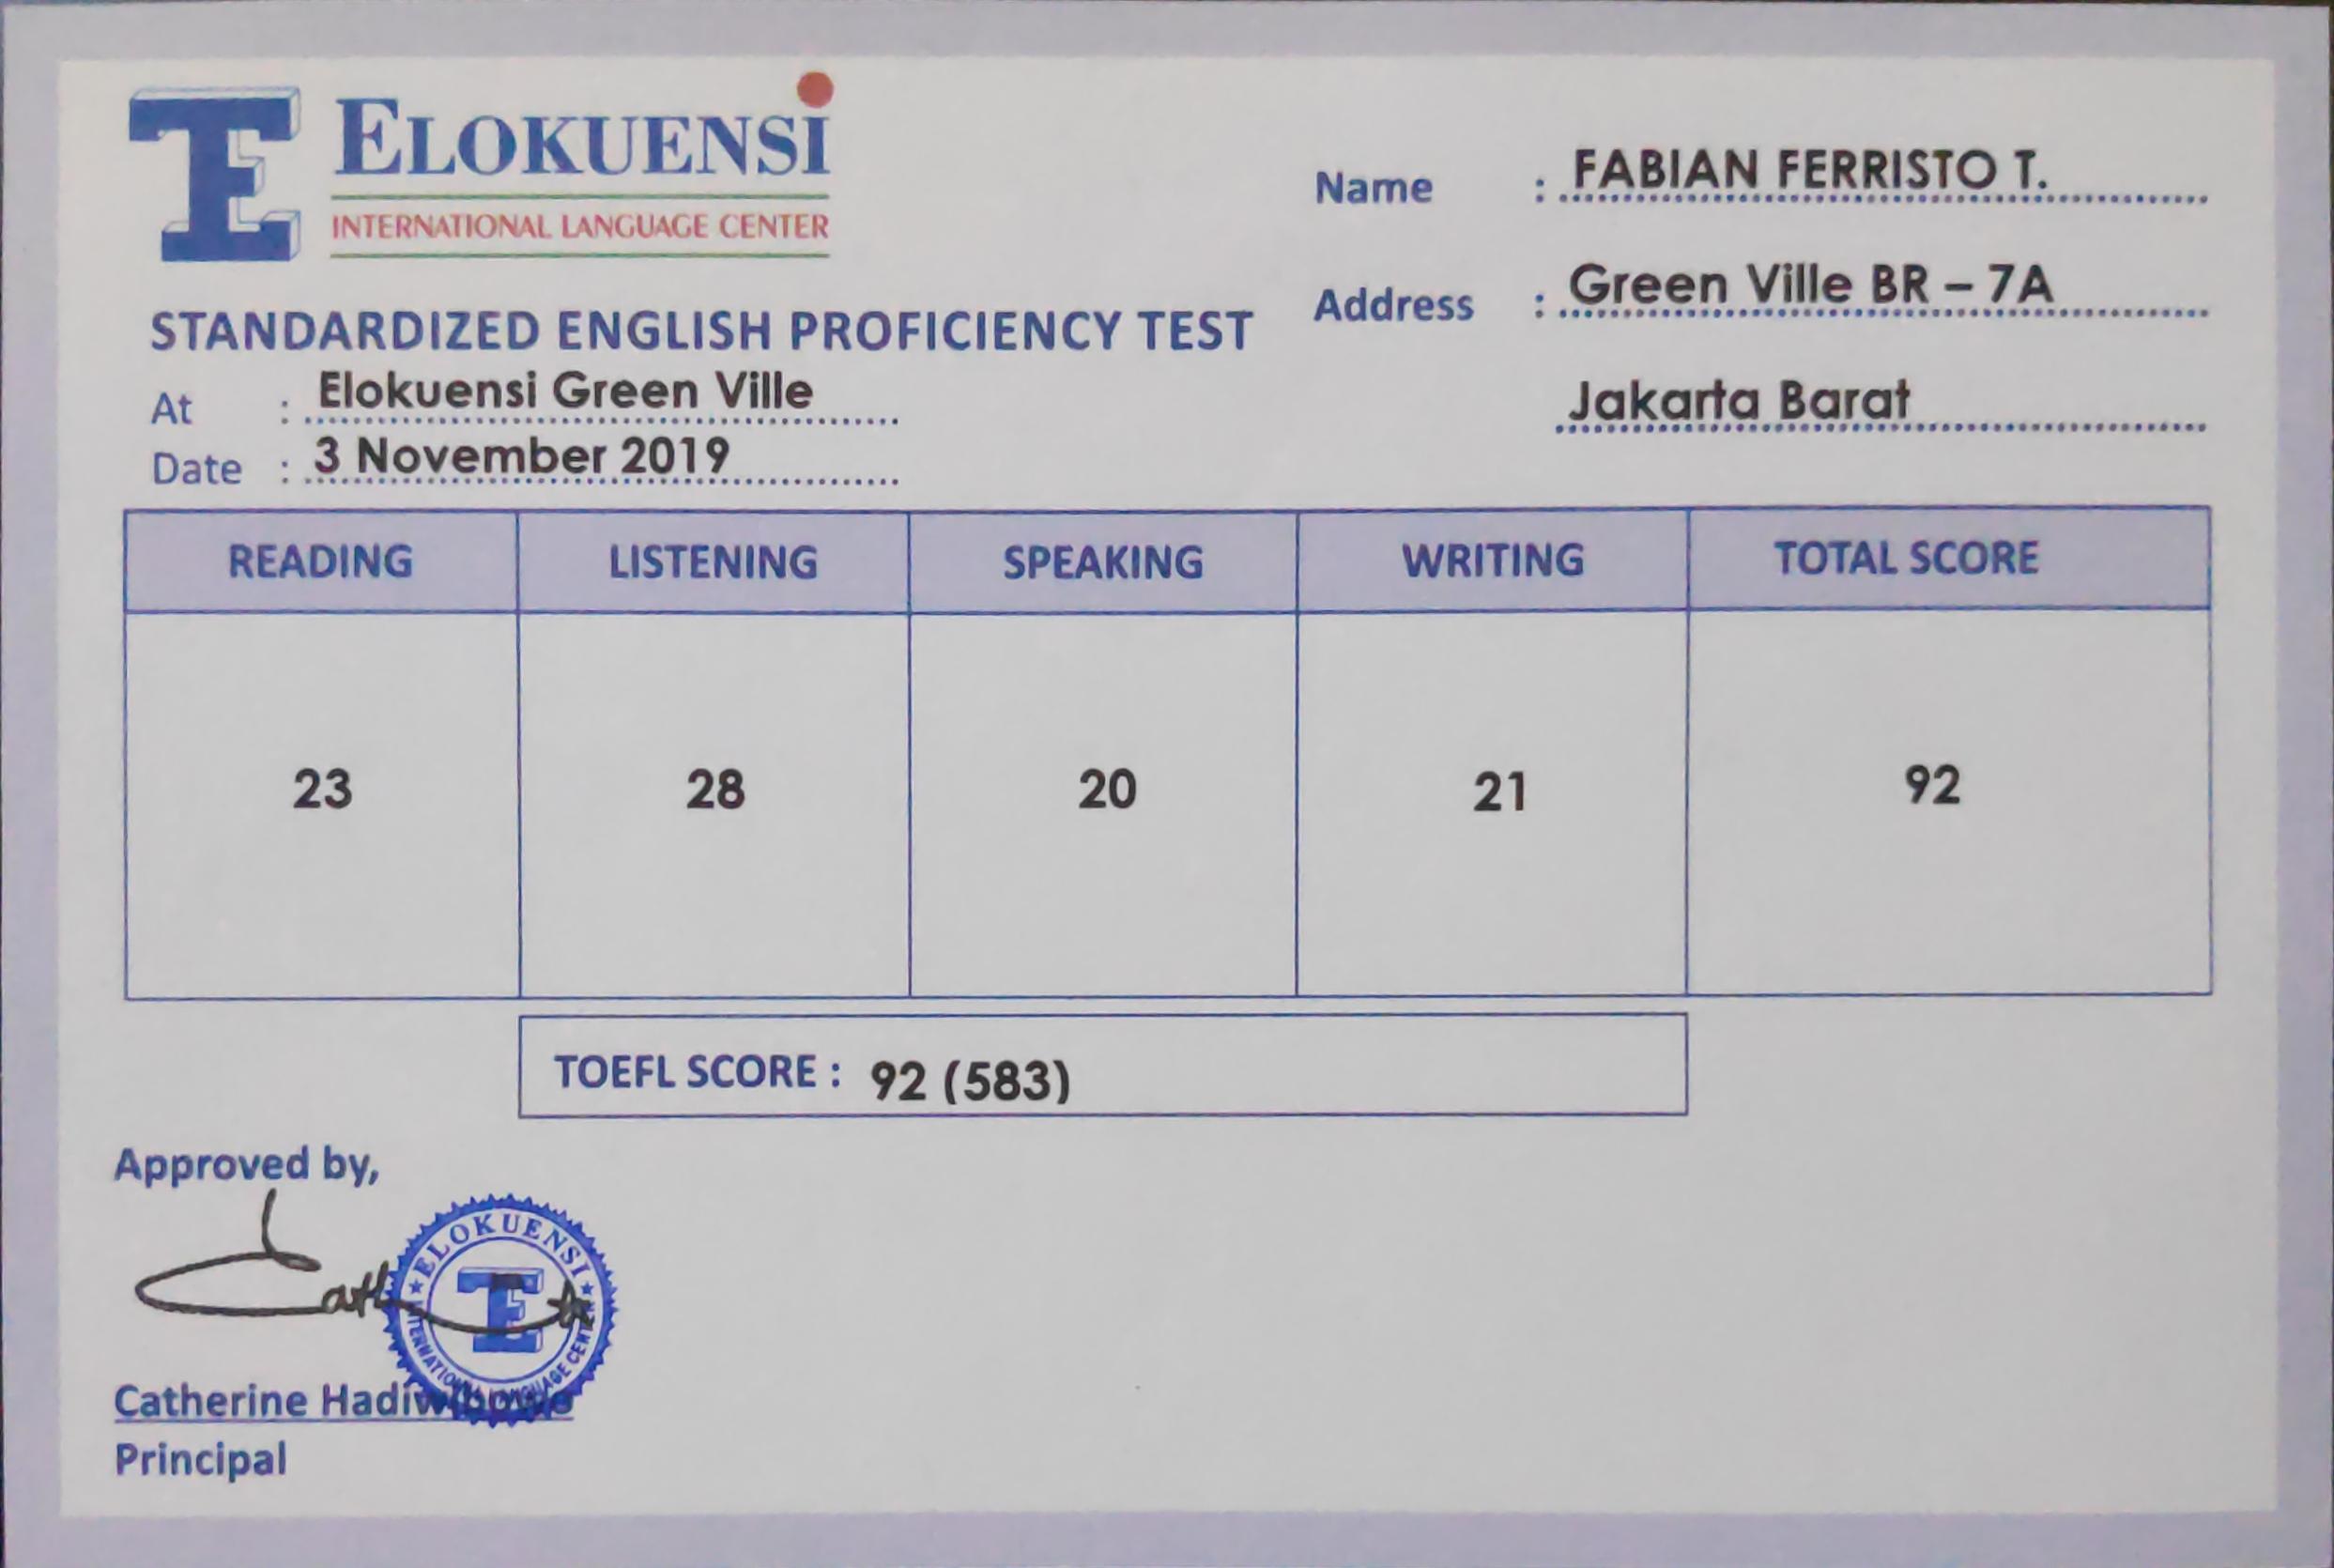 ELOKUENSI
INTERNATIONAL LANGUAGE CENTER
STANDARDIZED ENGLISH PROFICIENCY TEST
At : Elokuensi Green Ville
Date : 3 November 2019
Name : FABIAN FERRISTO T.
Address : Green Ville BR – 7A
Jakarta Barat
READING LISTENING SPEAKING WRITING TOTAL SCORE
23 28 20 21 92
TOEFL SCORE : 92 (583)
Approved by,
ELOKUENSI
INTERNATIONAL LANGUAGE CENTER
Catherine Hadiwibowo
Principal